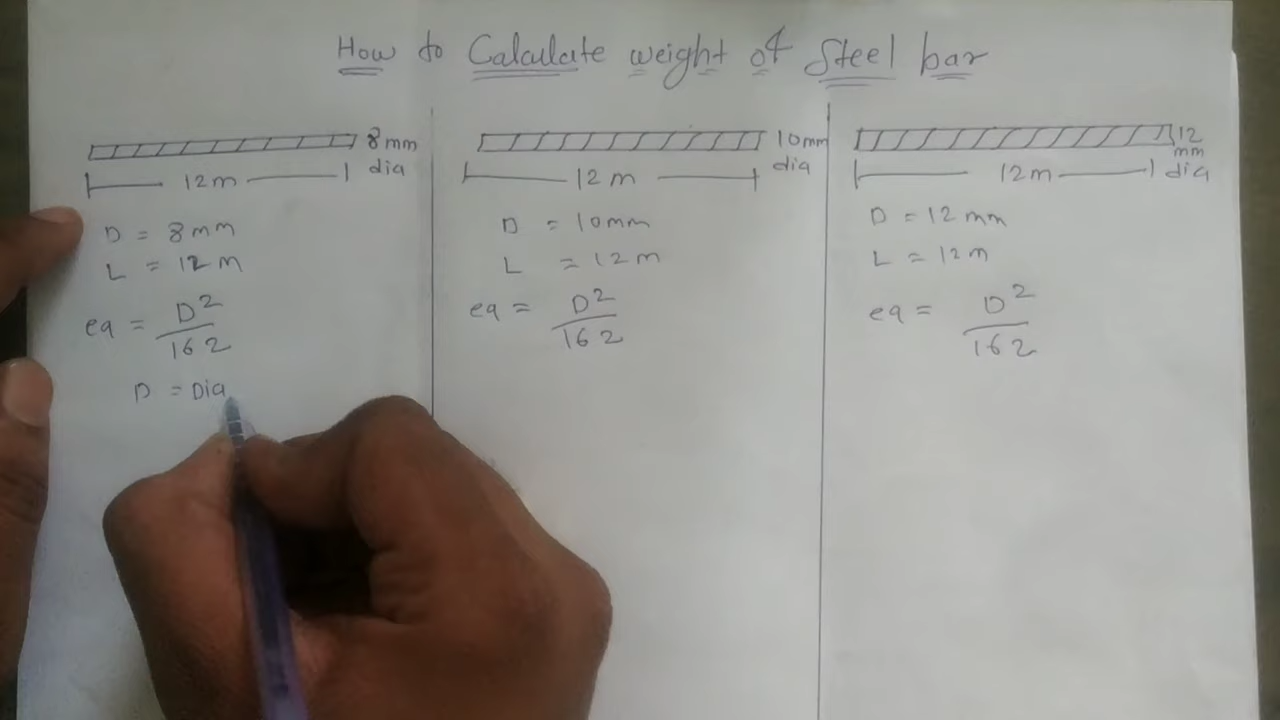 How to Calculate weight of Steel bar
8mm
dia
12m
D = 8mm
L = 12m
eq = D²/162
D = Dia
10mm
dia
12m
D = 10mm
L = 12m
eq = D²/162
12
mm
dia
12m
D = 12mm
L = 12m
eq = D²/162